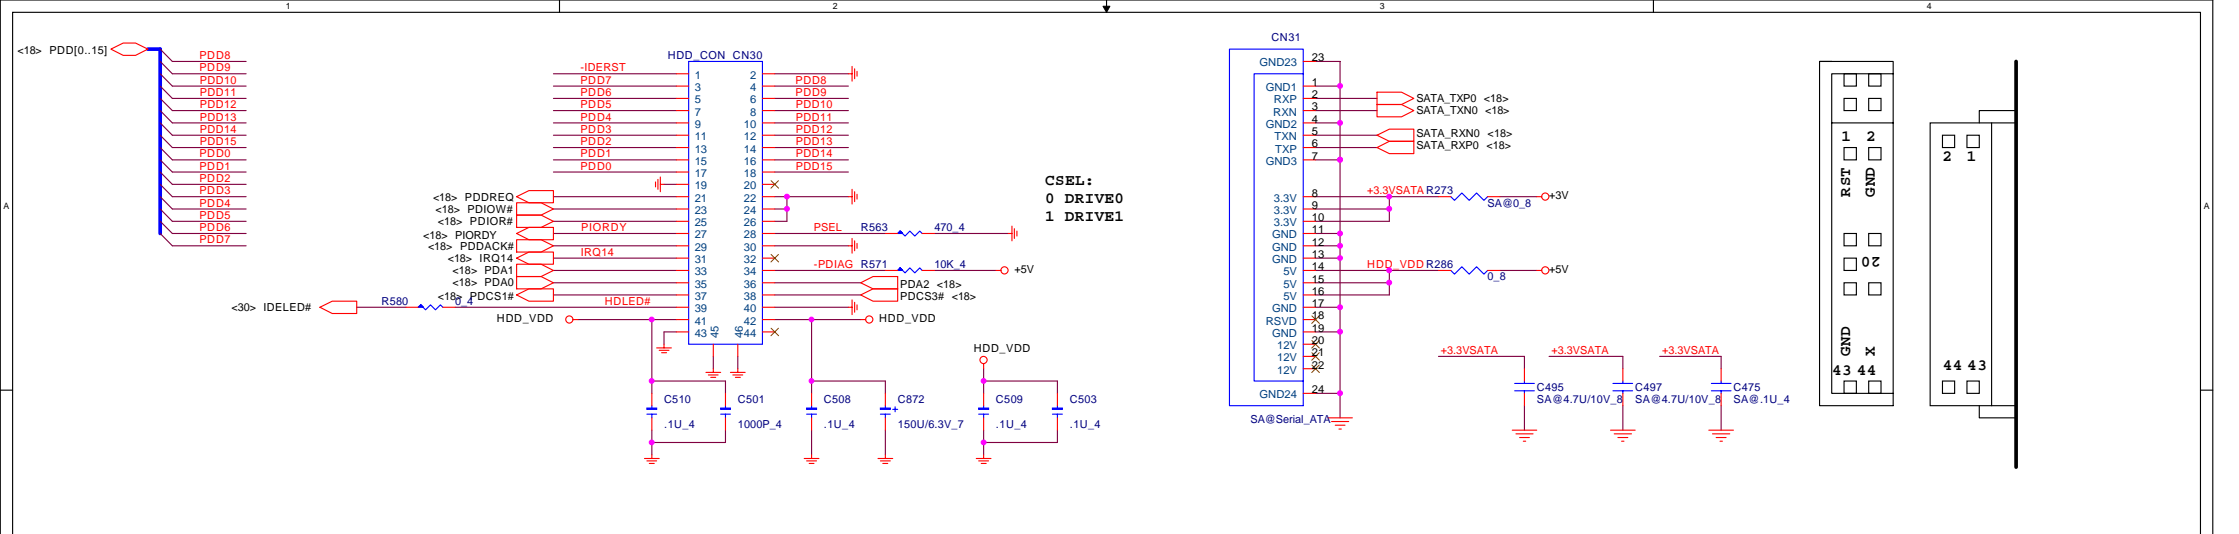 1 2 3 4
A A
<18> PDD[0..15]
PDD8
PDD9
PDD10
PDD11
PDD12
PDD13
PDD14
PDD15
PDD0
PDD1
PDD2
PDD3
PDD4
PDD5
PDD6
PDD7
HDD_CON CN30
-IDERST 1 2
PDD7 3 4 PDD8
PDD6 5 6 PDD9
PDD5 7 8 PDD10
PDD4 9 10 PDD11
PDD3 11 12 PDD12
PDD2 13 14 PDD13
PDD1 15 16 PDD14
PDD0 17 18 PDD15
19 20
<18> PDDREQ 21 22
<18> PDIOW# 23 24
<18> PDIOR# 25 26
<18> PIORDY PIORDY 27 28 PSEL R563 470_4
<18> PDDACK# 29 30
<18> IRQ14 IRQ14 31 32
<18> PDA1 33 34 -PDIAG R571 10K_4 +5V
<18> PDA0 35 36 PDA2 <18>
<18> PDCS1# 37 38 PDCS3# <18>
<30> IDELED# R580 0_4 HDLED# 39 40
HDD_VDD 41 42 HDD_VDD
43 45 46 44
C510
.1U_4
C501
1000P_4
C508
.1U_4
C872
+
150U/6.3V_7
HDD_VDD
C509
.1U_4
C503
.1U_4
CSEL:
0 DRIVE0
1 DRIVE1
CN31
GND23 23
GND1 1
RXP 2 SATA_TXP0 <18>
RXN 3 SATA_TXN0 <18>
GND2 4
TXN 5 SATA_RXN0 <18>
TXP 6 SATA_RXP0 <18>
GND3 7
3.3V 8 +3.3VSATA R273 SA@0_8 +3V
3.3V 9
3.3V 10
GND 11
GND 12
GND 13
5V 14 HDD_VDD R286 0_8 +5V
5V 15
5V 16
GND 17
RSVD 18
GND 19
12V 20
12V 21
12V 22
GND24 24
SA@Serial_ATA
+3.3VSATA
C495
SA@4.7U/10V_8
+3.3VSATA
C497
SA@4.7U/10V_8
+3.3VSATA
C475
SA@.1U_4
1 2
RST GND
20
GND X
43 44
2 1
44 43